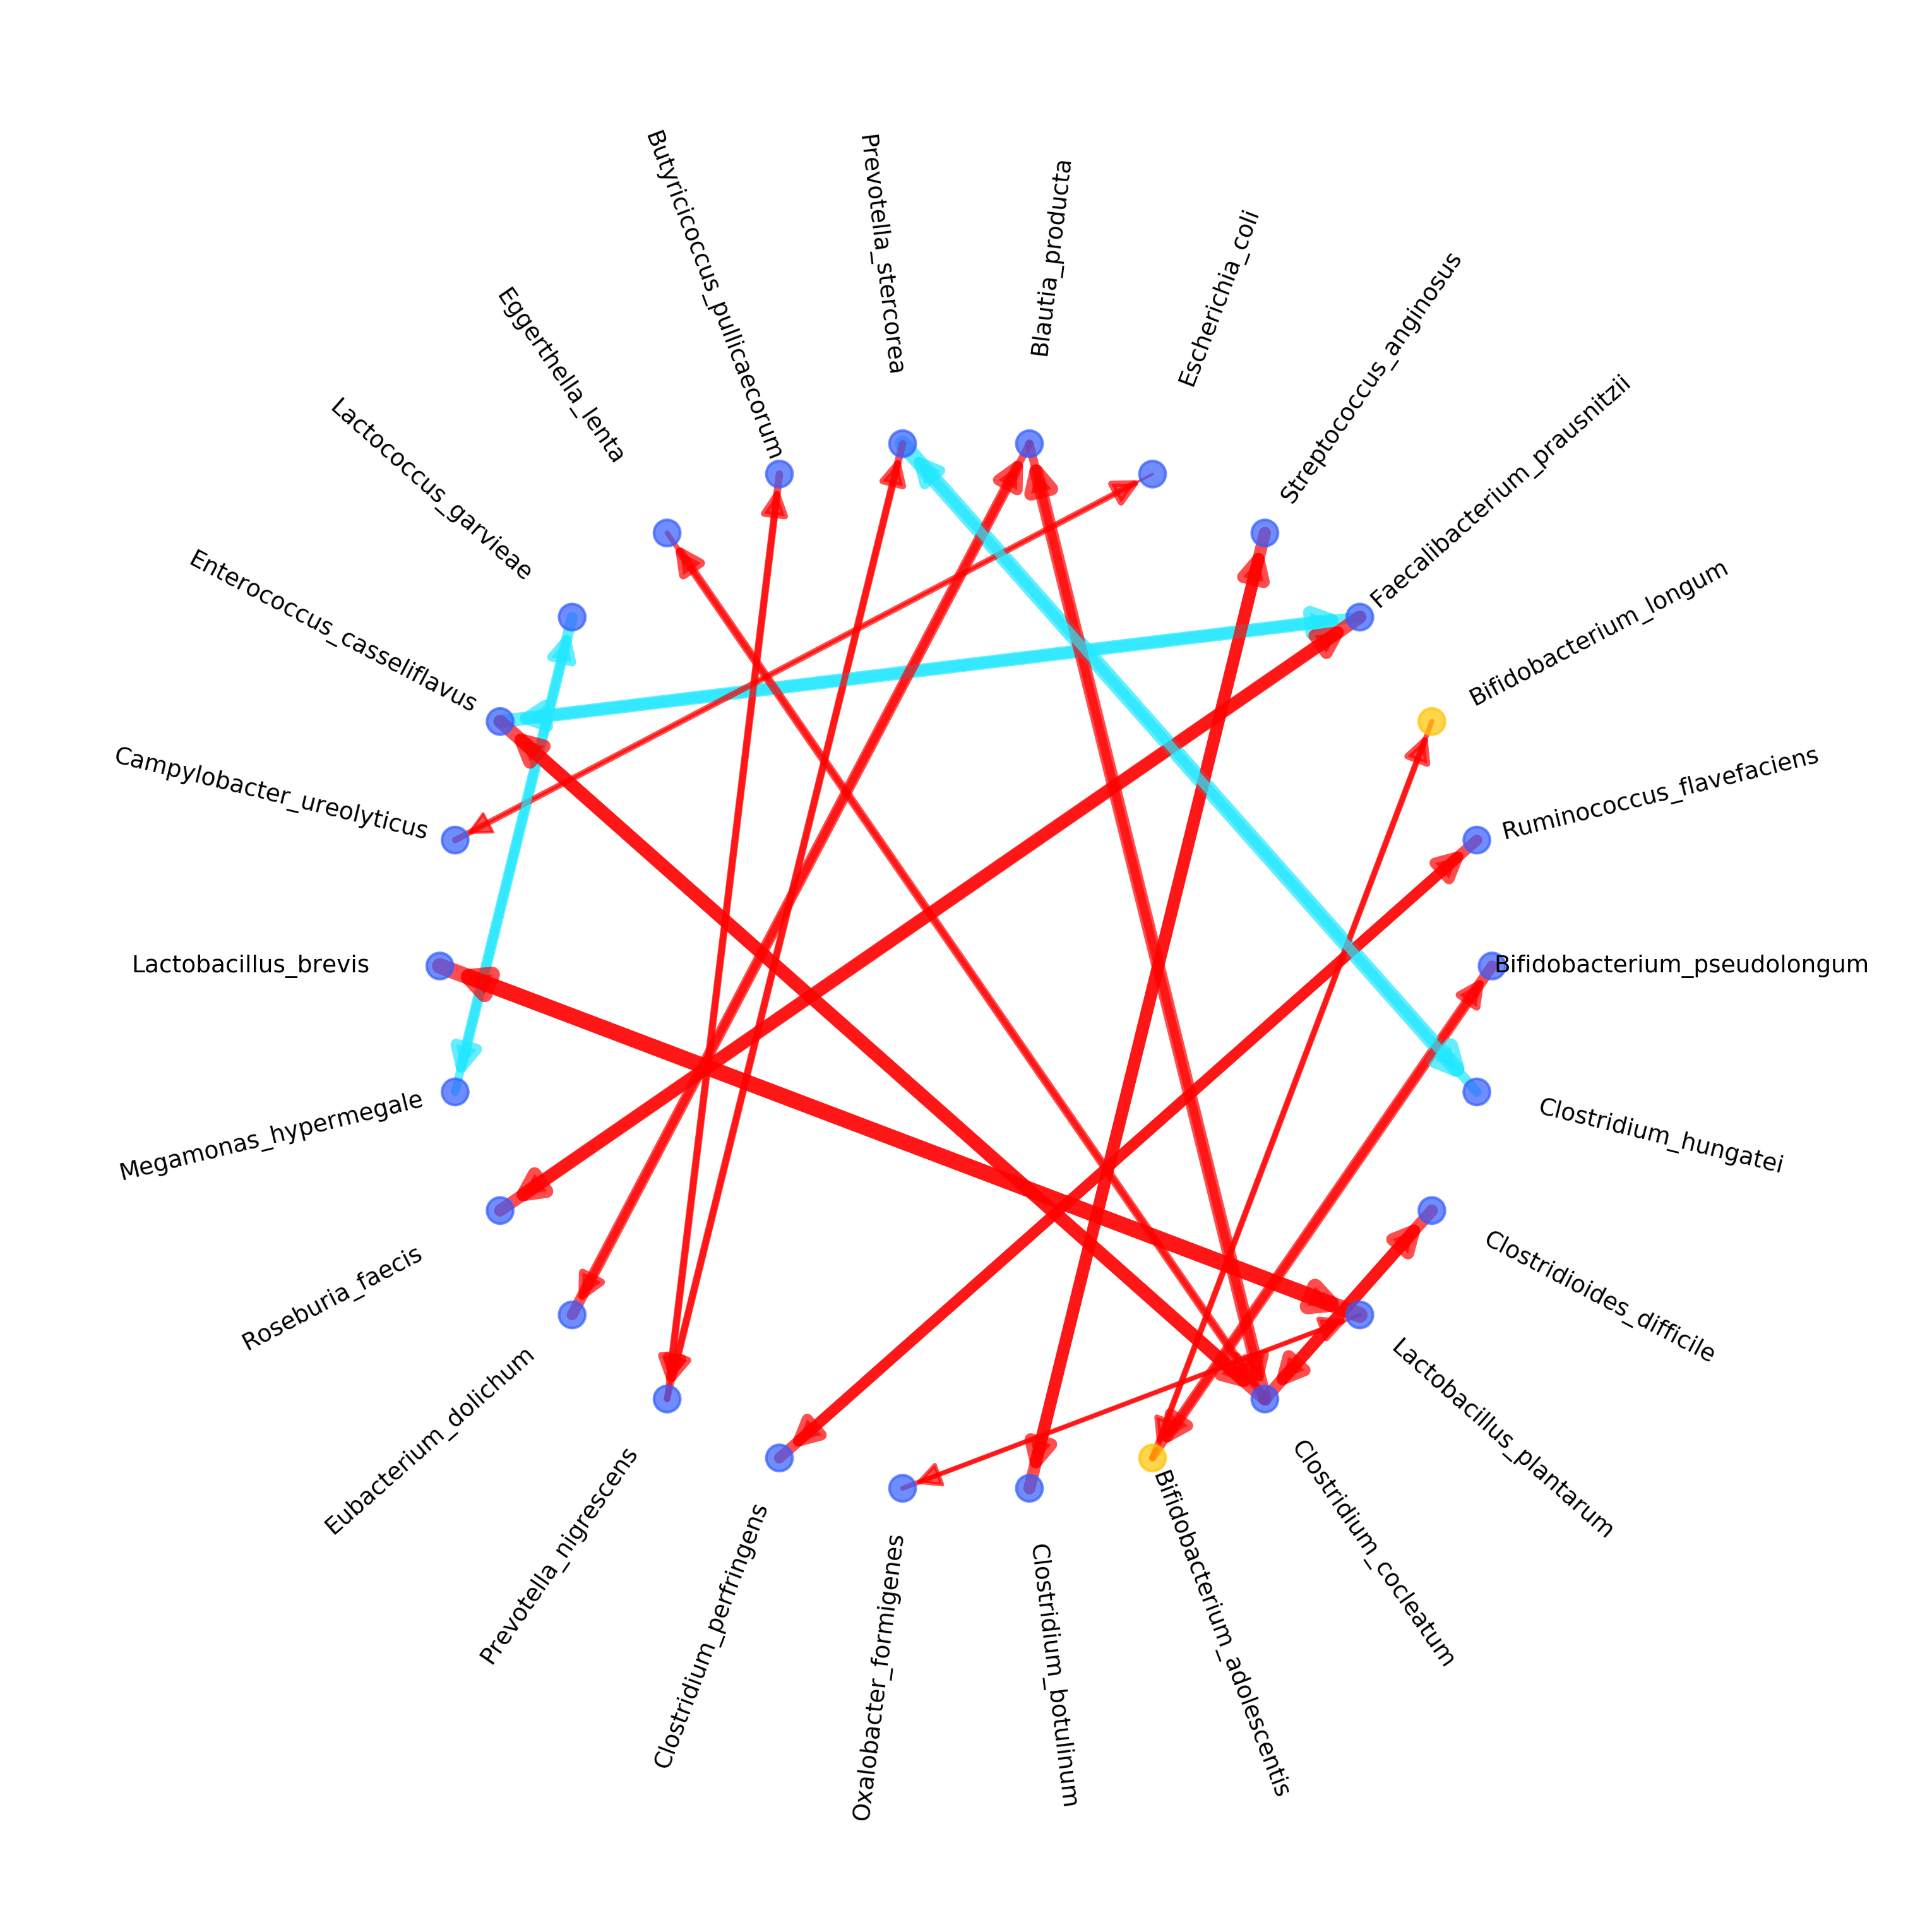 Butyricicoccus_pullicaecorum
Prevotella_stercorea
Blautia_producta
Escherichia_coli
Streptococcus_anginosus
Faecalibacterium_prausnitzii
Bifidobacterium_longum
Ruminococcus_flavefaciens
Bifidobacterium_pseudolongum
Clostridium_hungatei
Clostridioides_difficile
Lactobacillus_plantarum
Clostridium_cocleatum
Bifidobacterium_adolescentis
Clostridium_botulinum
Oxalobacter_formigenes
Clostridium_perfringens
Prevotella_nigrescens
Eubacterium_dolichum
Roseburia_faecis
Megamonas_hypermegale
Lactobacillus_brevis
Campylobacter_ureolyticus
Enterococcus_casseliflavus
Lactococcus_garvieae
Eggerthella_lenta